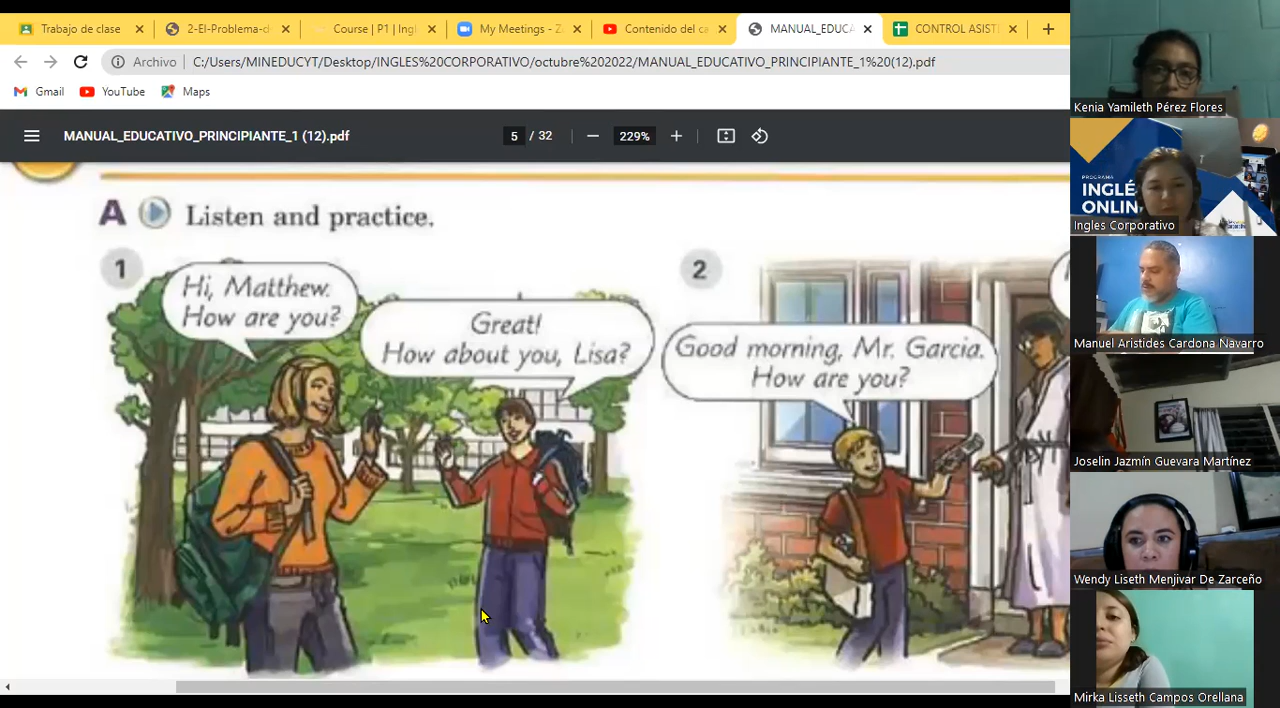 Trabajo de clase
2-El-Problema-d
Course | P1 | Ingl
My Meetings - Z
Contenido del ca
MANUAL_EDUCA
CONTROL ASIST
Archivo
C:/Users/MINEDUCYT/Desktop/INGLES%20CORPORATIVO/octubre%202022/MANUAL_EDUCATIVO_PRINCIPIANTE_1%20(12).pdf
Gmail
YouTube
Maps
MANUAL_EDUCATIVO_PRINCIPIANTE_1 (12).pdf
5 / 32
229%
A Listen and practice.
1
Hi, Matthew.
How are you?
Great!
How about you, Lisa?
2
Good morning, Mr. Garcia.
How are you?
Kenia Yamileth Pérez Flores
PROGRAMA
INGLÉ
ONLIN
Ingles Corporativo
Manuel Aristides Cardona Navarro
Joselin Jazmín Guevara Martínez
Wendy Liseth Menjivar De Zarceño
Mirka Lisseth Campos Orellana